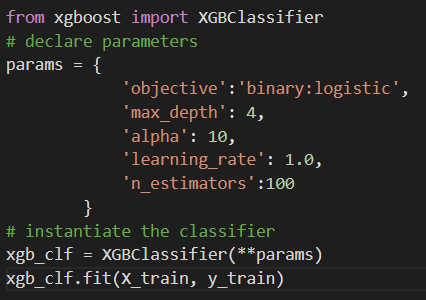 from xgboost import XGBClassifier
# declare parameters
params = {
            'objective':'binary:logistic',
            'max_depth': 4,
            'alpha': 10,
            'learning_rate': 1.0,
            'n_estimators':100
        }
# instantiate the classifier
xgb_clf = XGBClassifier(**params)
xgb_clf.fit(X_train, y_train)